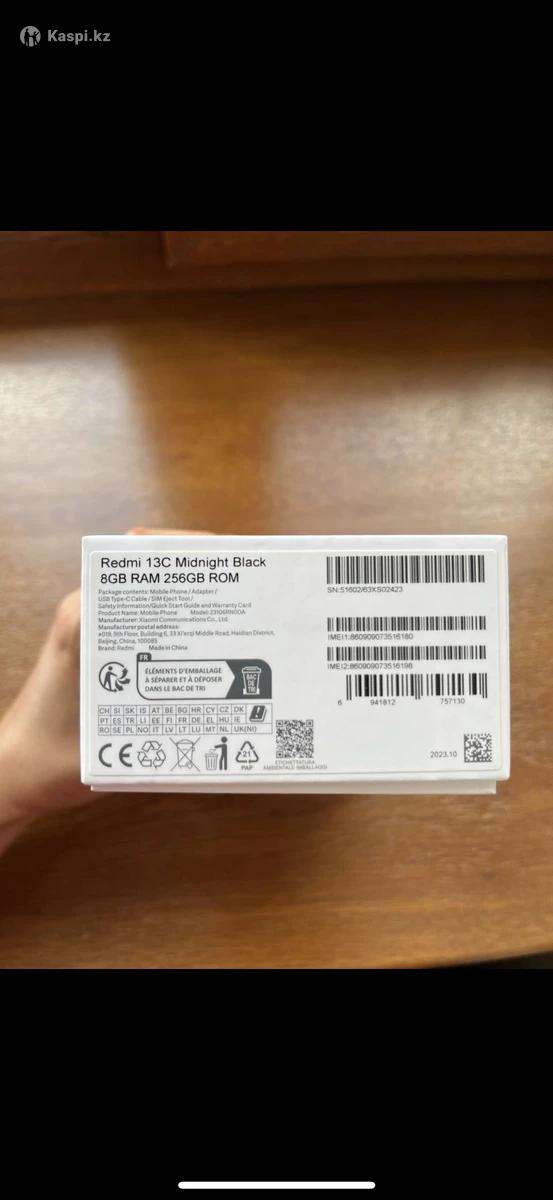 Kaspi.kz
Redmi 13C Midnight Black
8GB RAM 256GB ROM
Package contents: Mobile Phone / Adapter /
USB Type-C Cable / SIM Eject Tool /
Safety Information/Quick Start Guide and Warranty Card
Product Name: Mobile Phone Model: 23106RN0DA
Manufacturer: Xiaomi Communications Co., Ltd.
Manufacturer postal address:
#019, 9th Floor, Building 6, 33 Xi'erqi Middle Road, Haidian District,
Beijing, China, 100085
Brand: Redmi Made in China
SN:51602/63XS02423
IMEI1:860909073516180
IMEI2:860909073516198
6 941812 757130
FR
ÉLÉMENTS D'EMBALLAGE
À SÉPARER ET À DÉPOSER
DANS LE BAC DE TRI
BAC
DE
TRI
CH SI SK IS AT BE BG HR CY CZ DK
PT ES TR LI EE FI FR DE EL HU IE
RO SE PL NO IT LV LT LU MT NL UK(NI)
CE
21
PAP
ETICHETTATURA
AMBIENTALE IMBALLAGGI
2023.10